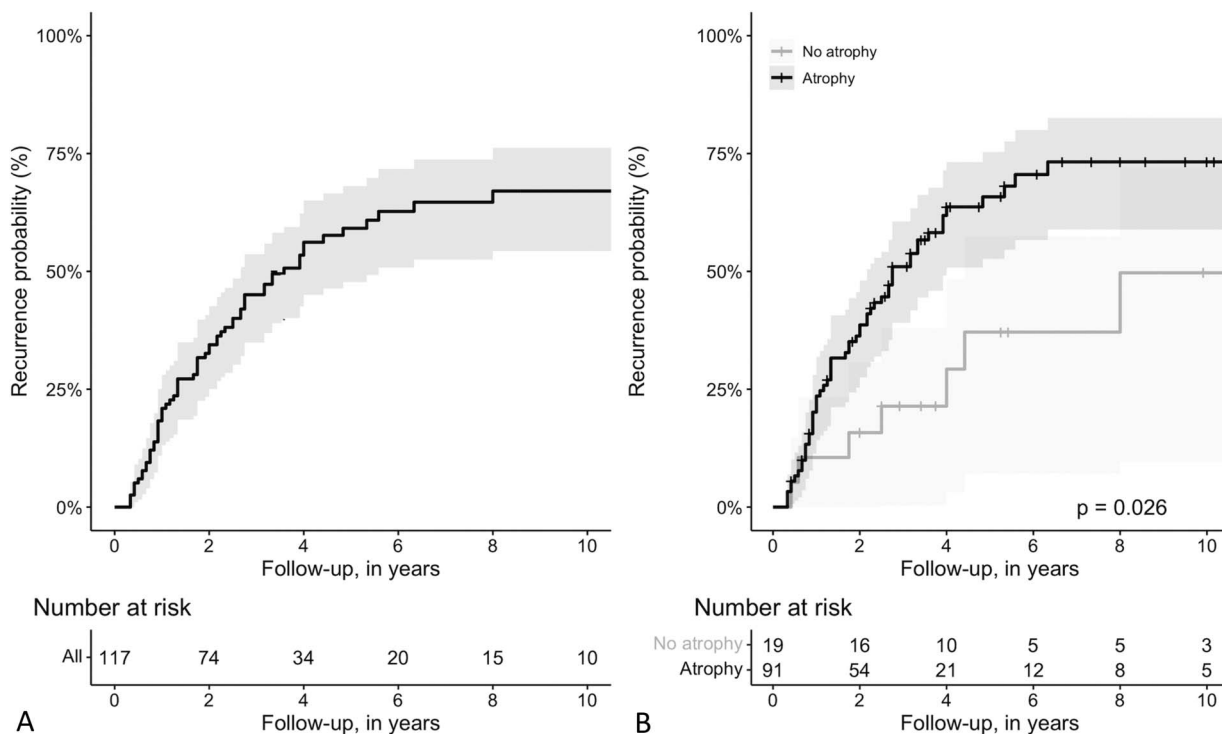 100%
75%
50%
25%
0%
Recurrence probability (%)
0 2 4 6 8 10
Follow-up, in years
Number at risk
All 117 74 34 20 15 10
0 2 4 6 8 10
Follow-up, in years
A
100%
75%
50%
25%
0%
Recurrence probability (%)
No atrophy
Atrophy
p = 0.026
0 2 4 6 8 10
Follow-up, in years
Number at risk
No atrophy 19 16 10 5 5 3
Atrophy 91 54 21 12 8 5
0 2 4 6 8 10
Follow-up, in years
B